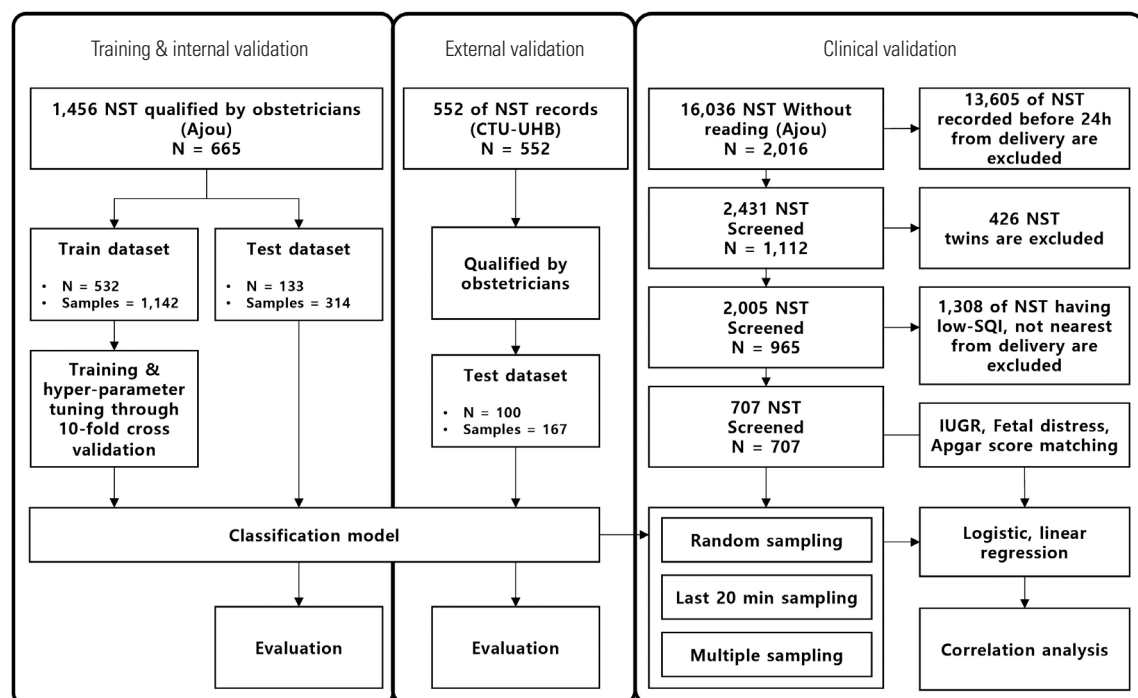 Training & internal validation
1,456 NST qualified by obstetricians
(Ajou)
N = 665
Train dataset
• N = 532
• Samples = 1,142
Test dataset
• N = 133
• Samples = 314
Training &
hyper-parameter
tuning through
10-fold cross
validation
External validation
552 of NST records
(CTU-UHB)
N = 552
Qualified by
obstetricians
Test dataset
• N = 100
• Samples = 167
Classification model
Evaluation
Evaluation
Clinical validation
16,036 NST Without
reading (Ajou)
N = 2,016
13,605 of NST
recorded before 24h
from delivery are
excluded
2,431 NST
Screened
N = 1,112
426 NST
twins are excluded
2,005 NST
Screened
N = 965
1,308 of NST having
low-SQI, not nearest
from delivery are
excluded
707 NST
Screened
N = 707
IUGR, Fetal distress,
Apgar score matching
Random sampling
Last 20 min sampling
Multiple sampling
Logistic, linear
regression
Correlation analysis